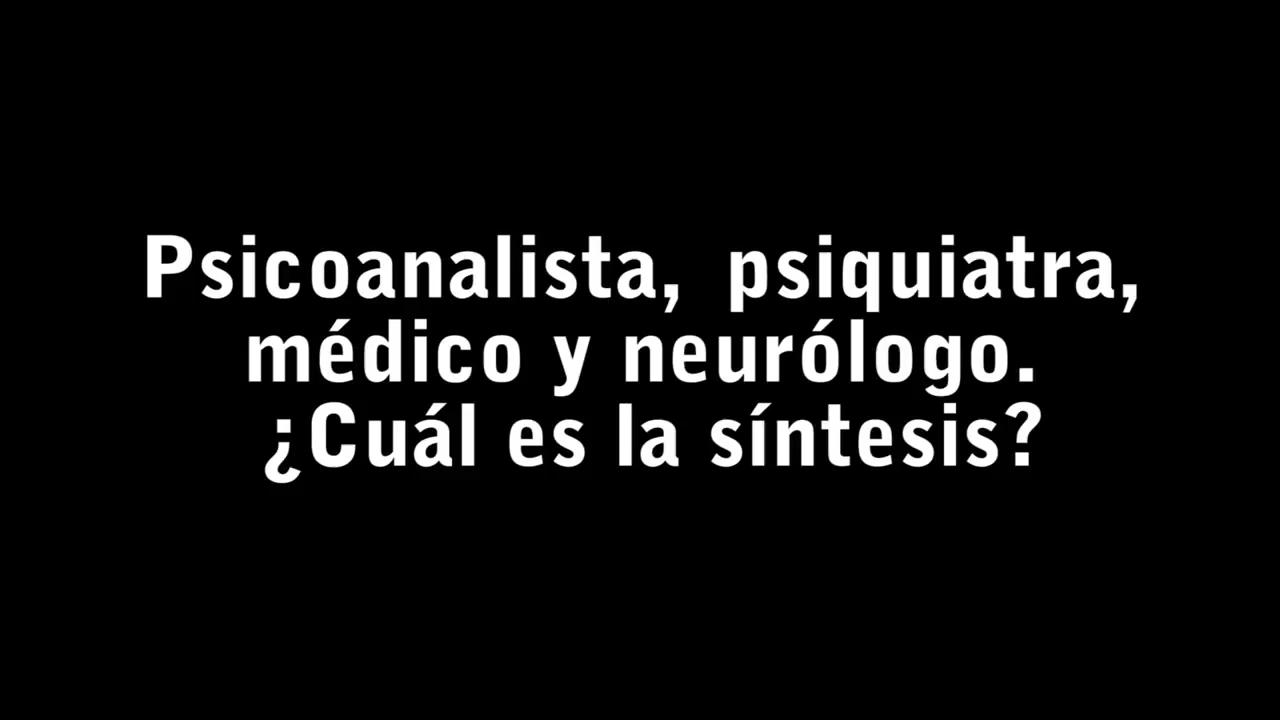 Psicoanalista, psiquiatra,
médico y neurólogo.
¿Cuál es la síntesis?